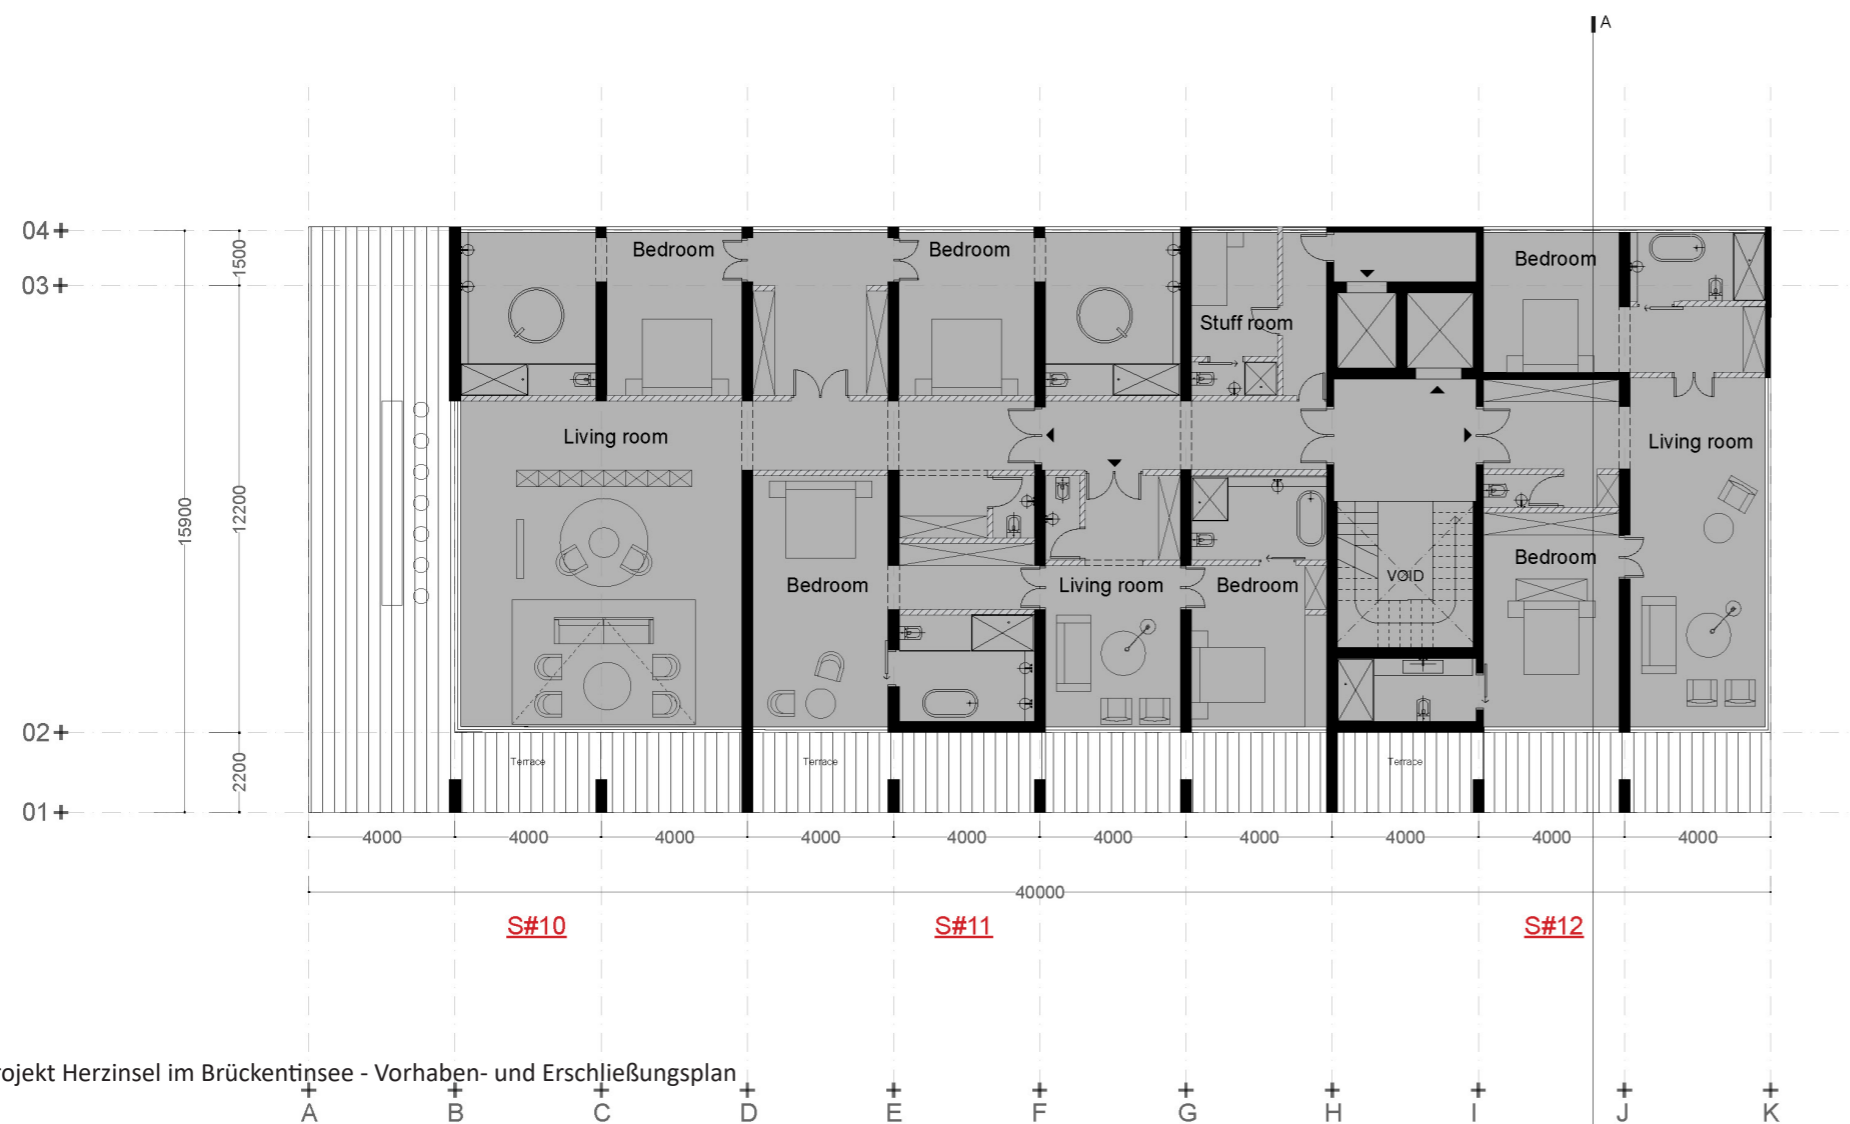 A
04
1500
03
Bedroom
Bedroom
Bedroom
Stuff room
Living room
Living room
15900
12200
VOID
Bedroom
Bedroom
Living room
Bedroom
02
2200
Terrace
Terrace
Terrace
01
4000
4000
4000
4000
4000
4000
4000
4000
4000
4000
40000
S#10
S#11
S#12
rojekt Herzinsel im Brückentinsee - Vorhaben- und Erschließungsplan
A
B
C
D
E
F
G
H
I
J
K